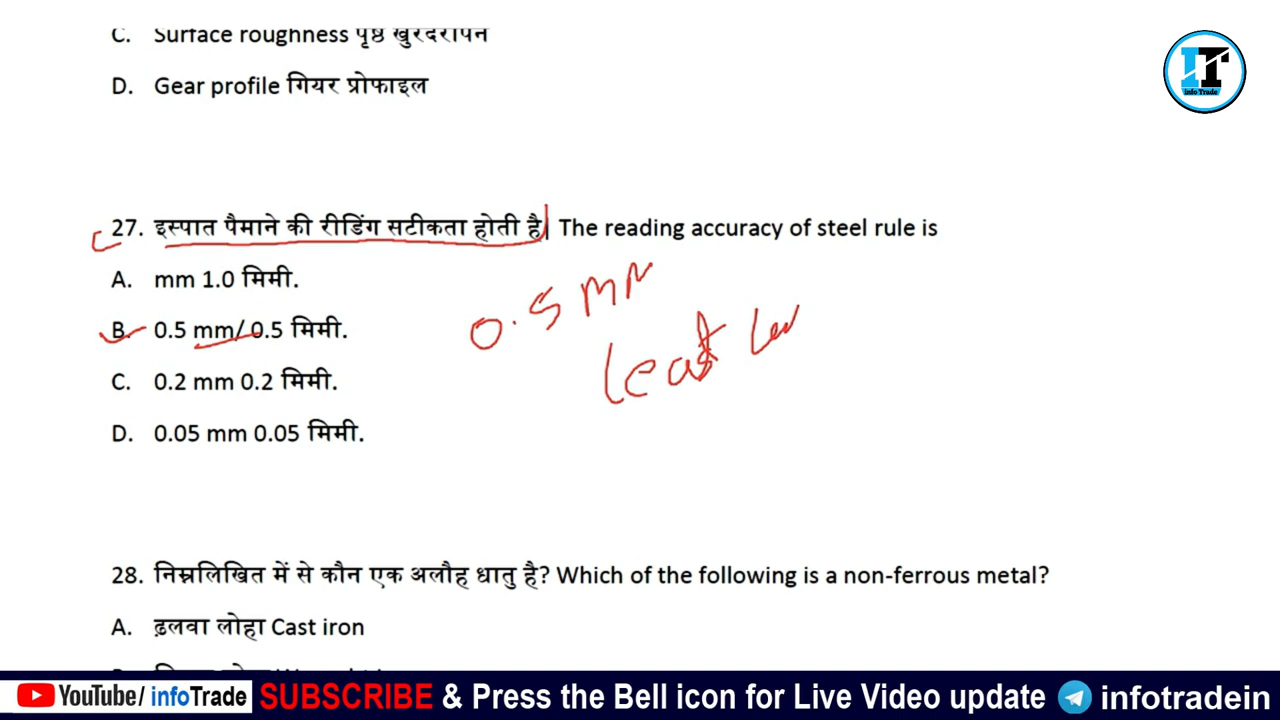 C. Surface roughness पृष्ठ खुरदरापन
D. Gear profile गियर प्रोफाइल
IT
info Trade
27. इस्पात पैमाने की रीडिंग सटीकता होती है| The reading accuracy of steel rule is
A. mm 1.0 मिमी.
B. 0.5 mm/ 0.5 मिमी.
0.5 mm
least
C. 0.2 mm 0.2 मिमी.
D. 0.05 mm 0.05 मिमी.
28. निम्नलिखित में से कौन एक अलौह धातु है? Which of the following is a non-ferrous metal?
A. ढ़लवा लोहा Cast iron
YouTube/ infoTrade SUBSCRIBE & Press the Bell icon for Live Video update infotradein